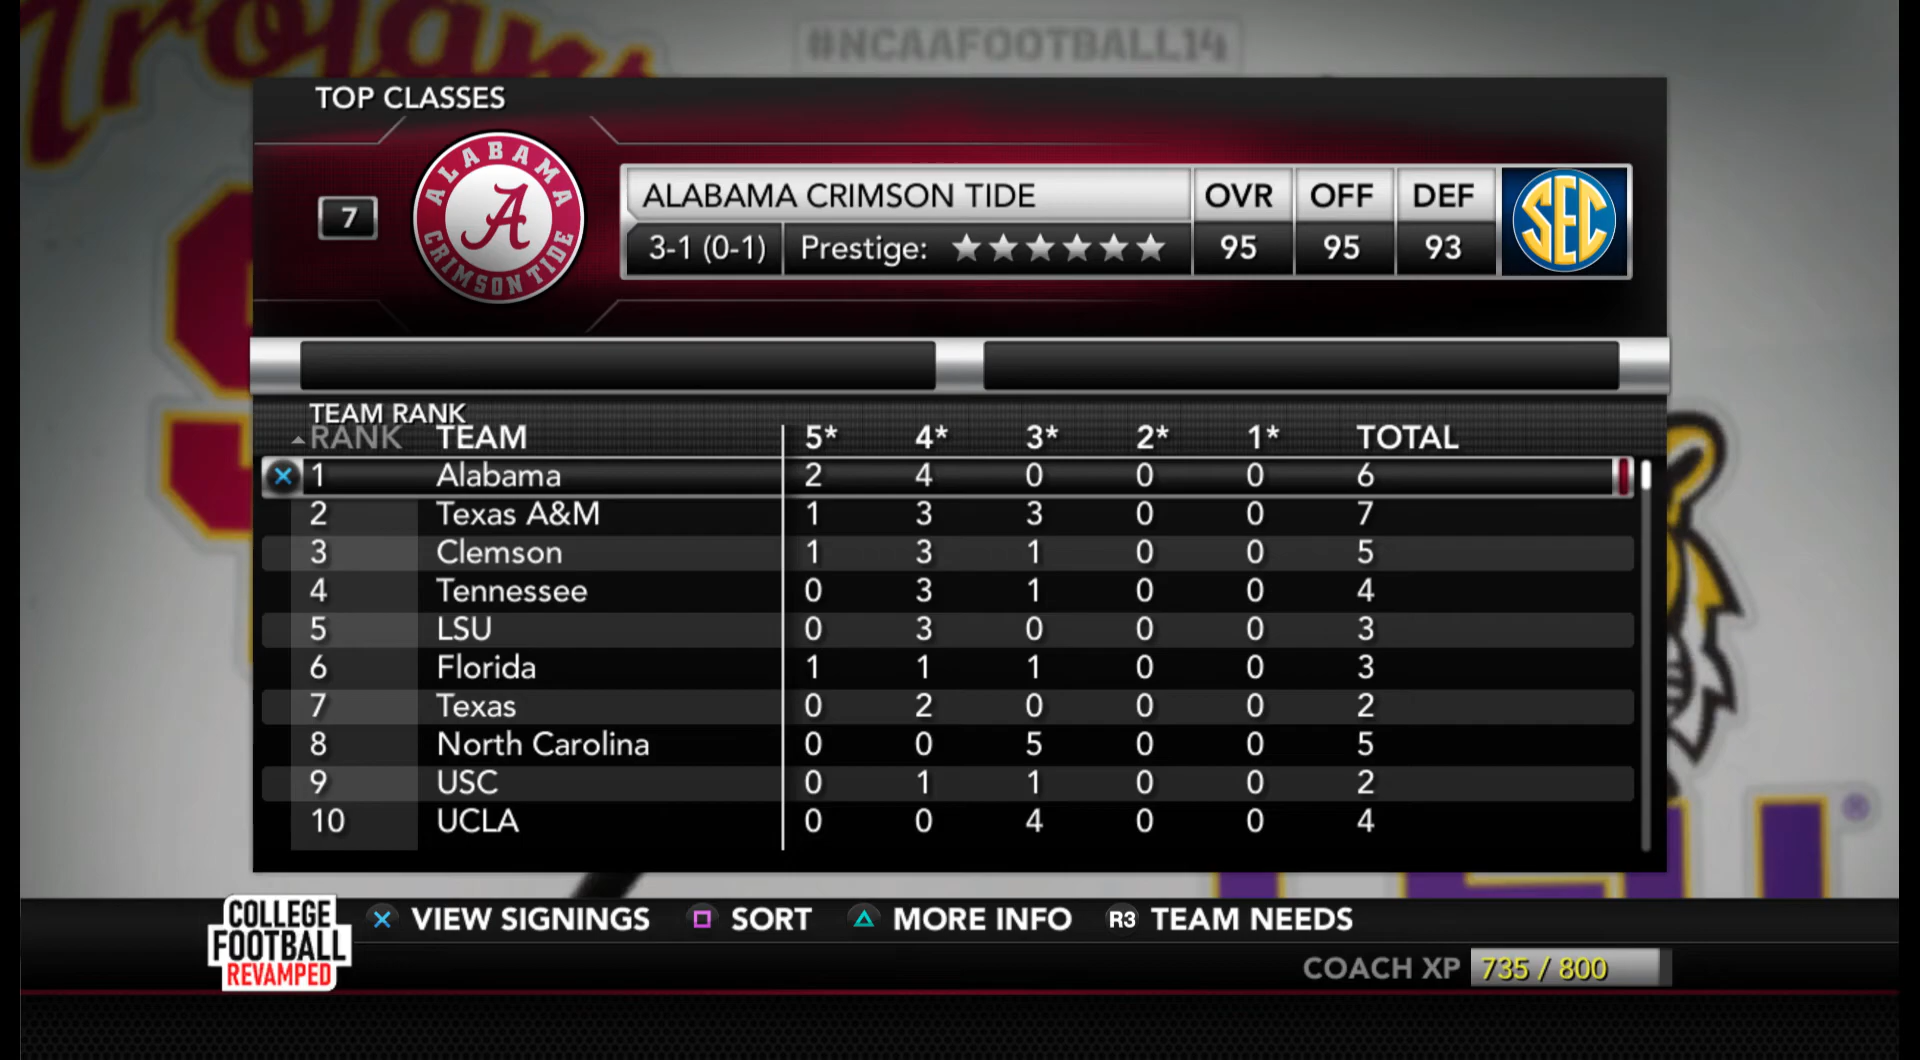 Trojans
#NCAAFOOTBALL14
TOP CLASSES
7
ALABAMA
CRIMSON TIDE
A
ALABAMA CRIMSON TIDE OVR OFF DEF
3-1 (0-1) Prestige: 95 95 93
SEC
TEAM RANK
RANK TEAM 5* 4* 3* 2* 1* TOTAL
1 Alabama 2 4 0 0 0 6
2 Texas A&M 1 3 3 0 0 7
3 Clemson 1 3 1 0 0 5
4 Tennessee 0 3 1 0 0 4
5 LSU 0 3 0 0 0 3
6 Florida 1 1 1 0 0 3
7 Texas 0 2 0 0 0 2
8 North Carolina 0 0 5 0 0 5
9 USC 0 1 1 0 0 2
10 UCLA 0 0 4 0 0 4
®
COLLEGE
FOOTBALL
REVAMPED
VIEW SIGNINGS SORT MORE INFO R3 TEAM NEEDS
COACH XP 735 / 800